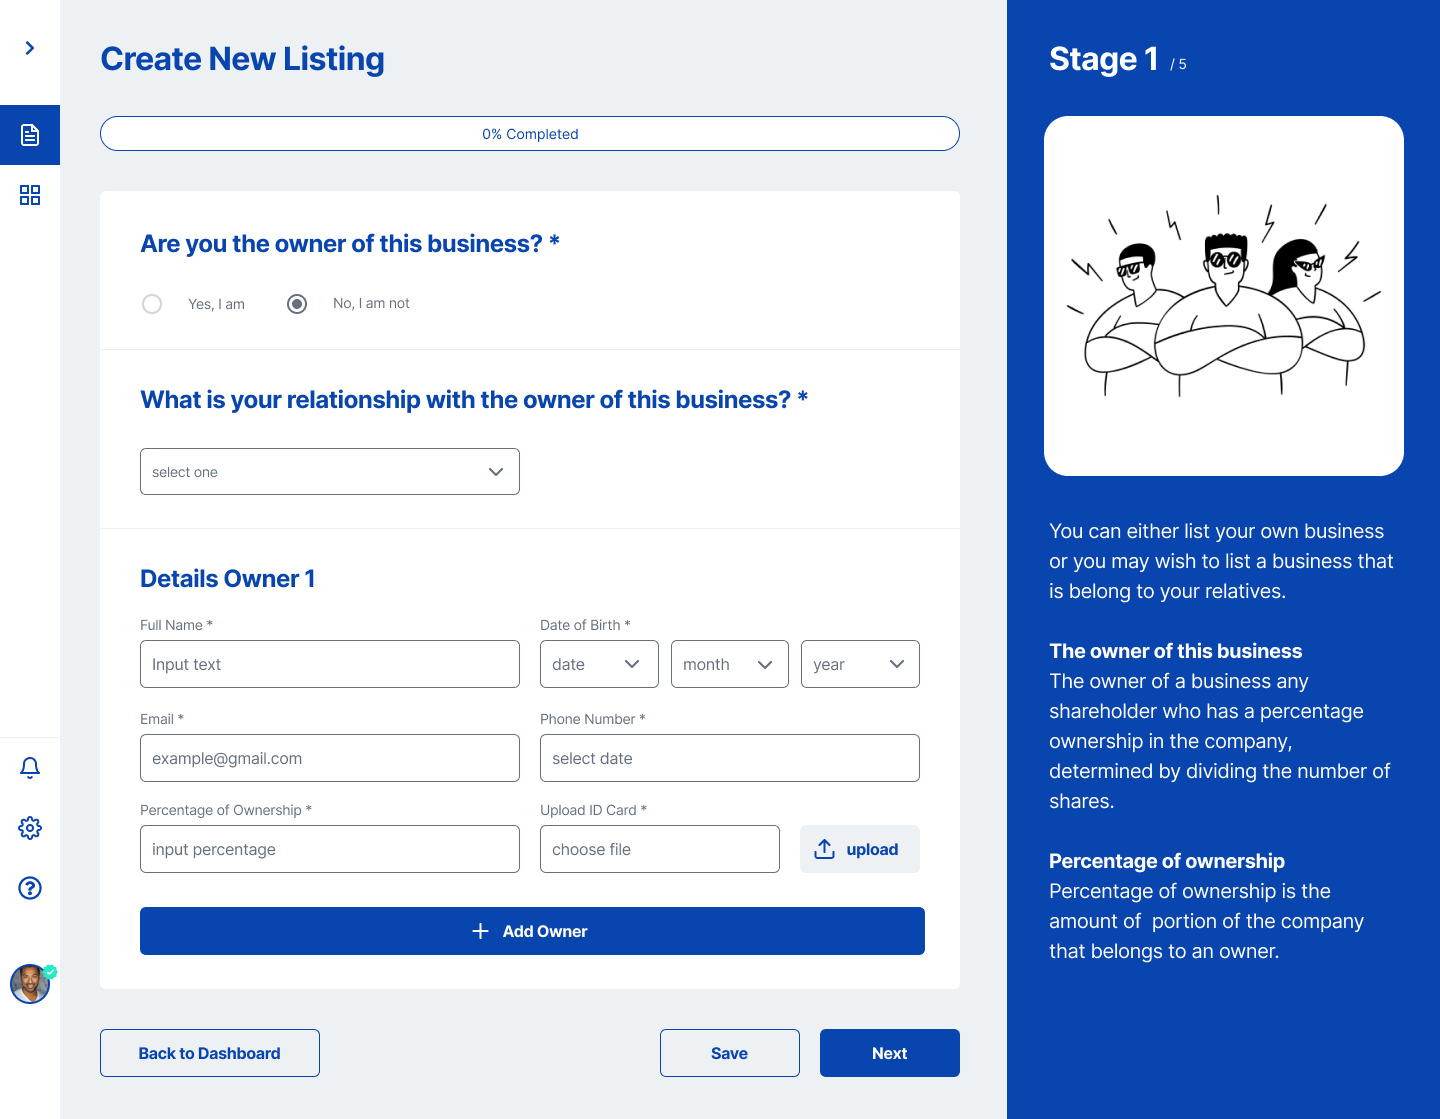 Create New Listing
0% Completed
Are you the owner of this business? *
Yes, I am
No, I am not
What is your relationship with the owner of this business? *
select one
Details Owner 1
Full Name *
Date of Birth *
Input text
date
month
year
Email *
Phone Number *
example@gmail.com
select date
Percentage of Ownership *
Upload ID Card *
input percentage
choose file
upload
Add Owner
Back to Dashboard
Save
Next
Stage 1 / 5
You can either list your own business
or you may wish to list a business that
is belong to your relatives.
The owner of this business
The owner of a business any
shareholder who has a percentage
ownership in the company,
determined by dividing the number of
shares.
Percentage of ownership
Percentage of ownership is the
amount of  portion of the company
that belongs to an owner.